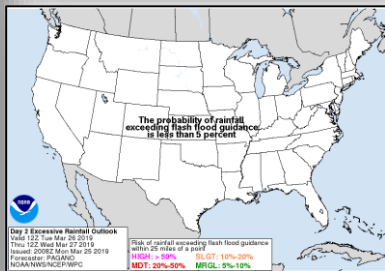 The probability of rainfall
exceeding flash flood guidance
is less than 5 percent
NOAA
Day 2 Excessive Rainfall Outlook
Valid 12Z Tue Mar 26 2019
Thru 12Z Wed Mar 27 2019
Issued: 2008Z Mon Mar 25 2019
Forecaster: PAGANO
NOAA/NWS/NCEP/WPC
Risk of rainfall exceeding flash flood guidance
within 25 miles of a point
HIGH: > 50% SLGT: 10%-20%
MDT: 20%-50% MRGL: 5%-10%